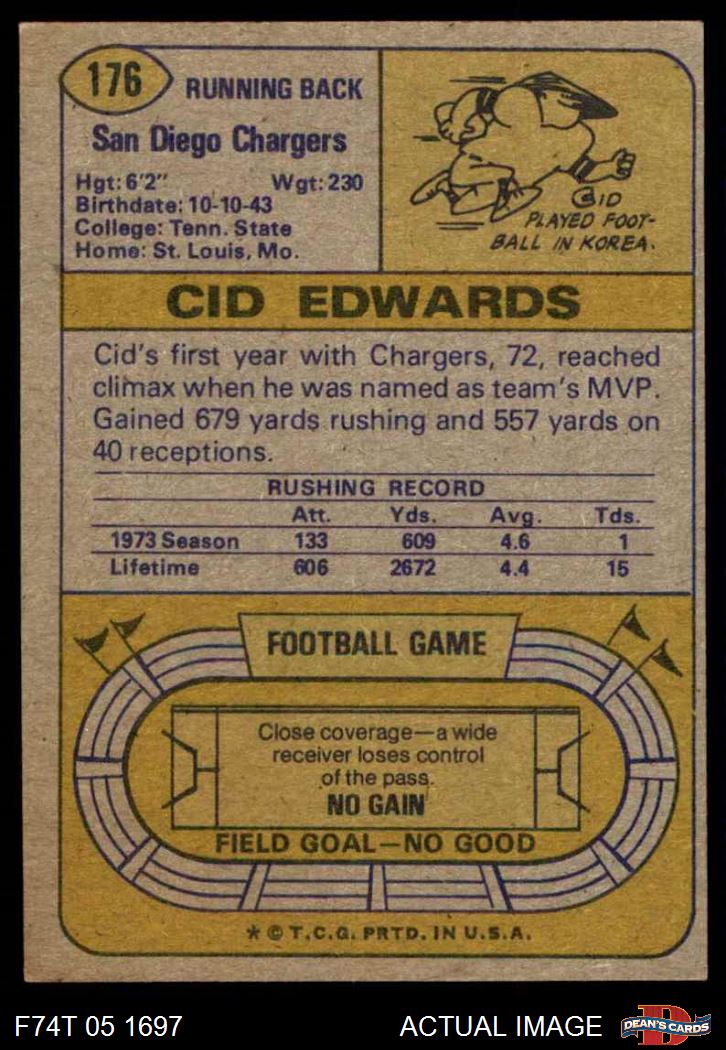 176
RUNNING BACK
San Diego Chargers
Hgt: 6'2" Wgt: 230
Birthdate: 10-10-43
College: Tenn. State
Home: St. Louis, Mo.
CID
PLAYED FOOT-
BALL IN KOREA.
CID EDWARDS
Cid's first year with Chargers, 72, reached
climax when he was named as team's MVP.
Gained 679 yards rushing and 557 yards on
40 receptions.
RUSHING RECORD
Att. Yds. Avg. Tds.
1973 Season 133 609 4.6 1
Lifetime 606 2672 4.4 15
FOOTBALL GAME
Close coverage—a wide
receiver loses control
of the pass.
NO GAIN
FIELD GOAL—NO GOOD
* © T.C.G. PRTD. IN U.S.A.
F74T 05 1697 ACTUAL IMAGE
D
DEAN'S CARDS